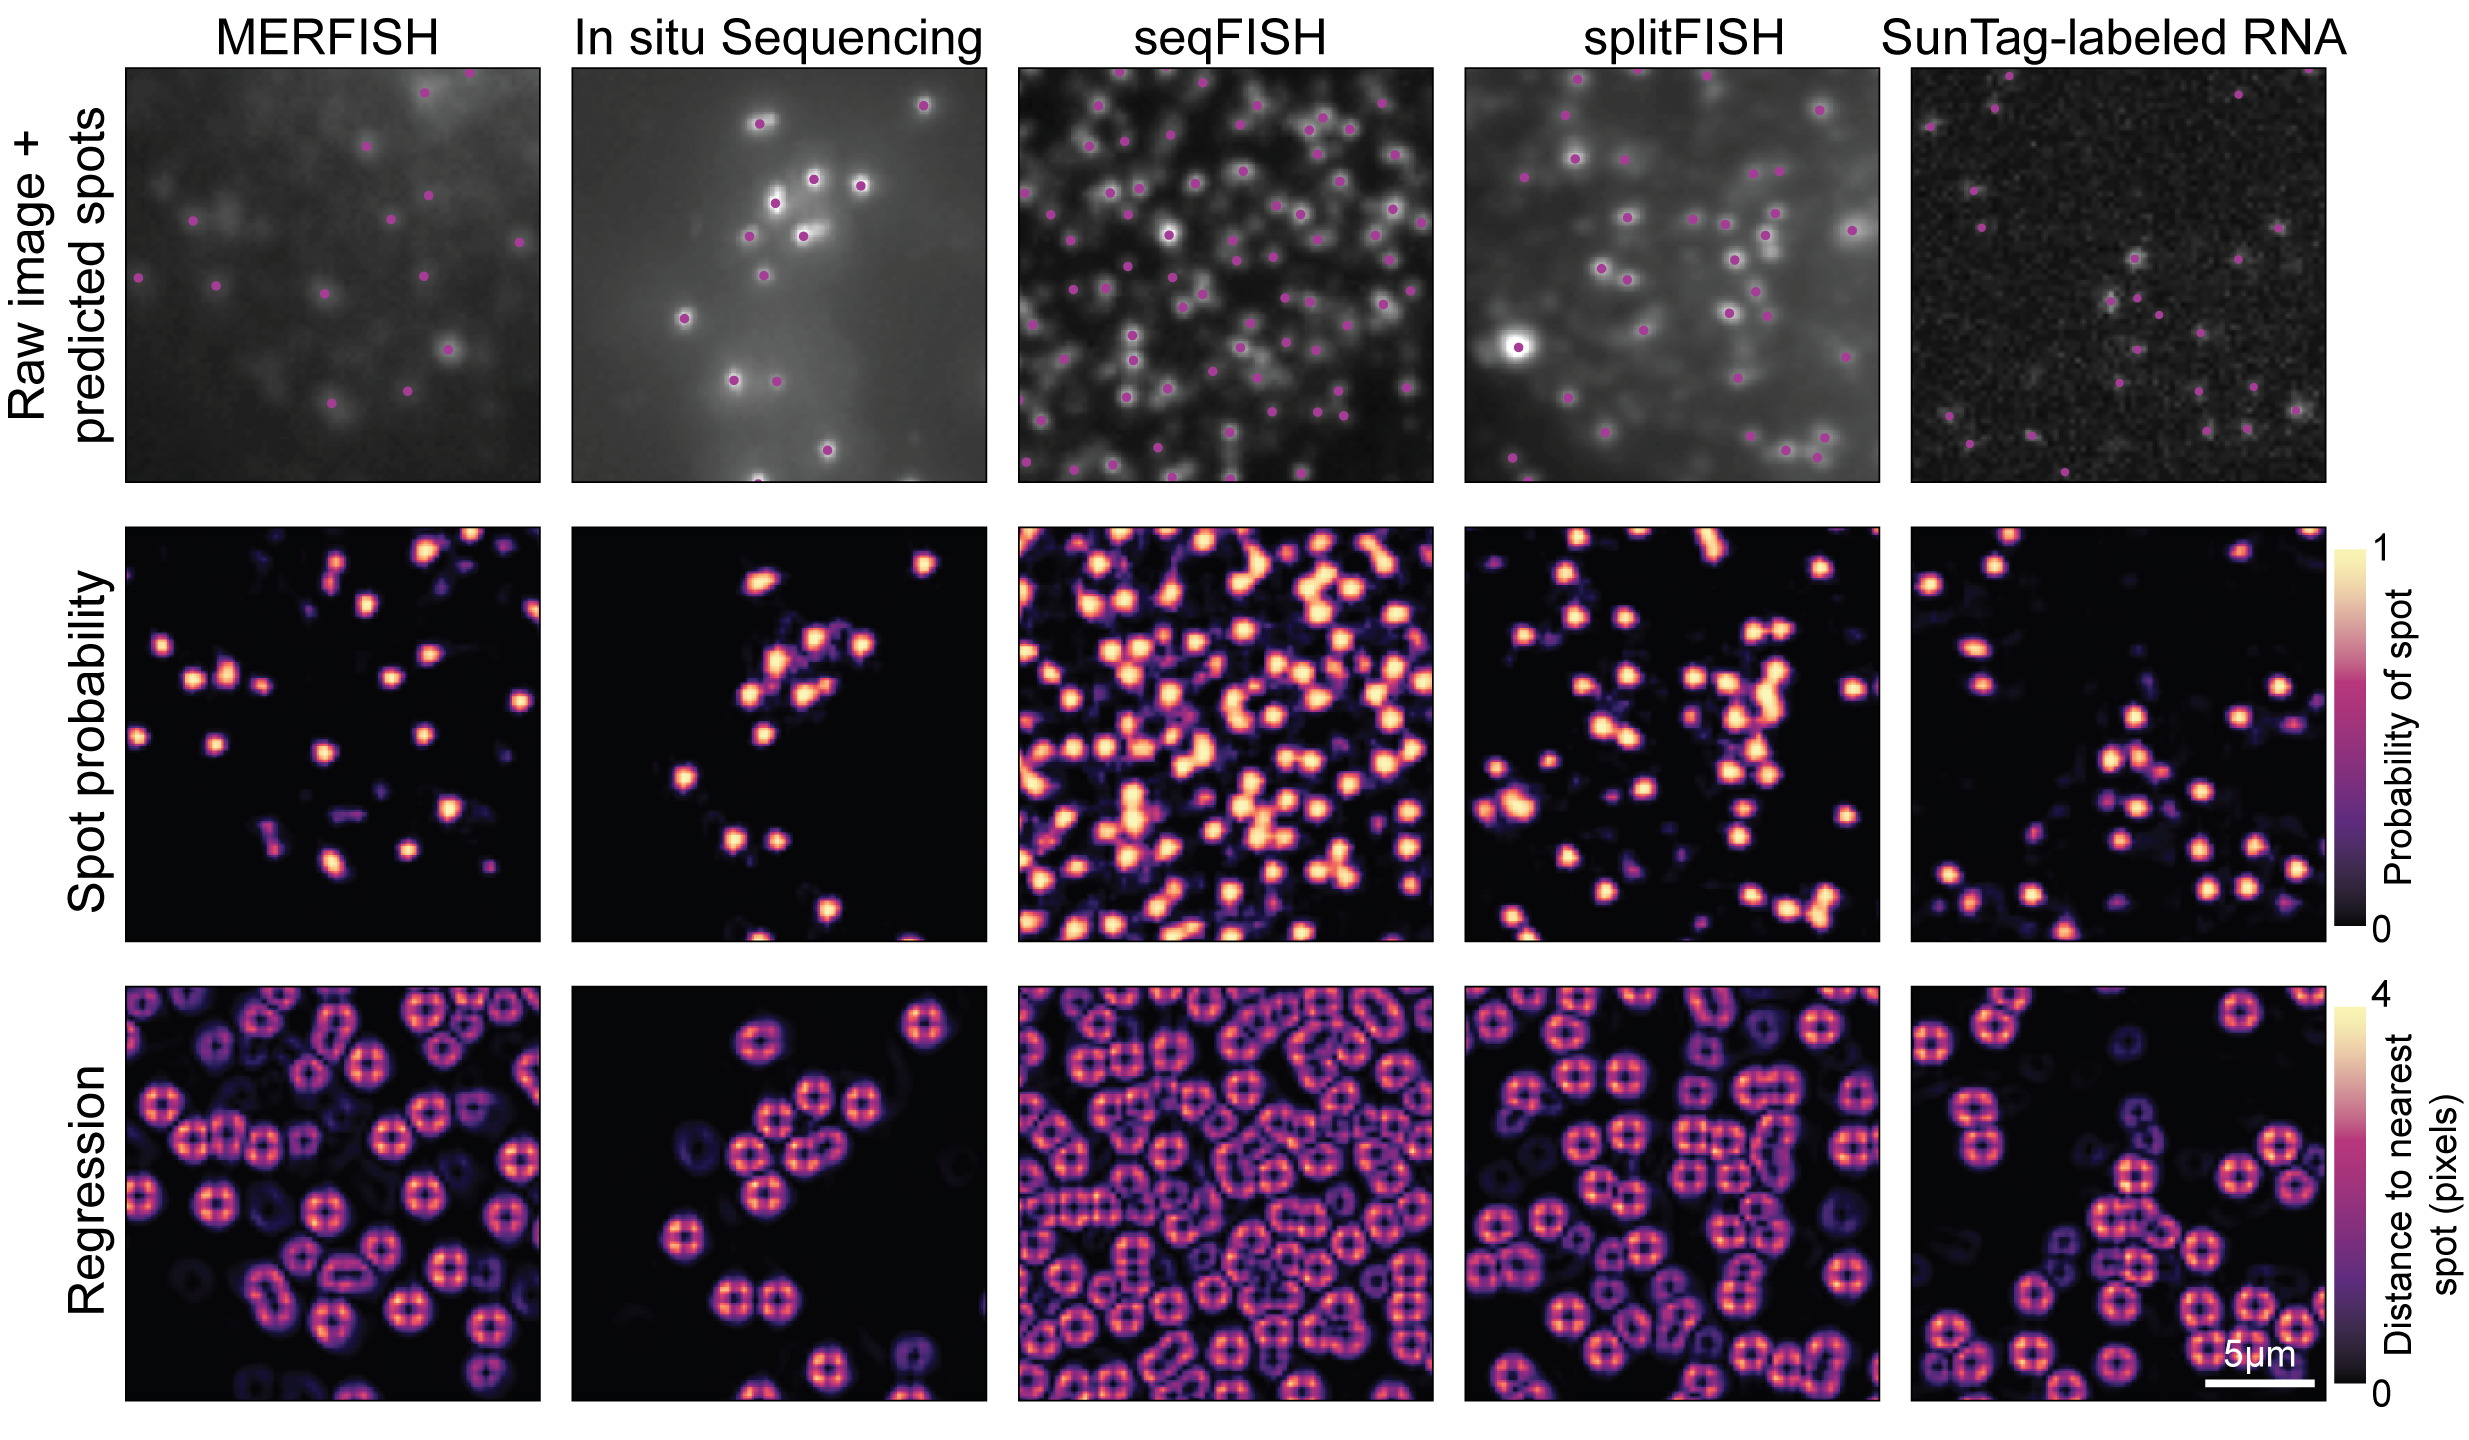 MERFISH
In situ Sequencing
seqFISH
splitFISH
SunTag-labeled RNA
Raw image +
predicted spots
Spot probability
1
Probability of spot
0
Regression
4
Distance to nearest
spot (pixels)
0
5µm